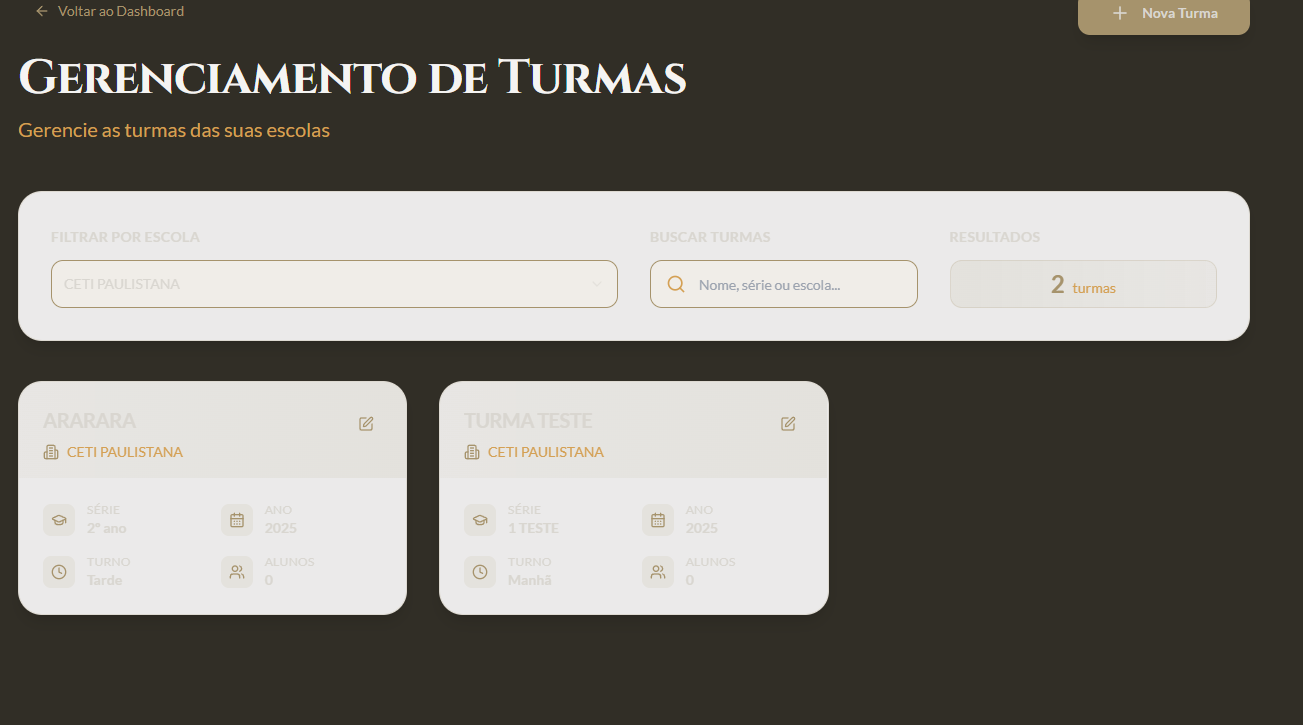 Voltar ao Dashboard
Nova Turma
Gerenciamento de Turmas
Gerencie as turmas das suas escolas
FILTRAR POR ESCOLA
BUSCAR TURMAS
RESULTADOS
CETI PAULISTANA
Nome, série ou escola...
2 turmas
ARARARA
CETI PAULISTANA
SÉRIE
2º ano
ANO
2025
TURNO
Tarde
ALUNOS
0
TURMA TESTE
CETI PAULISTANA
SÉRIE
1 TESTE
ANO
2025
TURNO
Manhã
ALUNOS
0